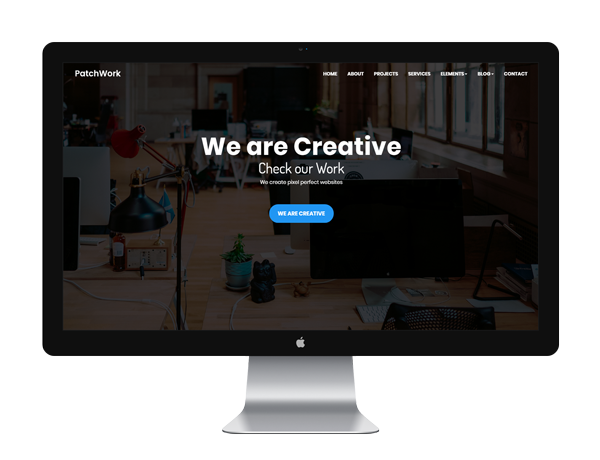 PatchWork
HOME ABOUT PROJECTS SERVICES ELEMENTS BLOG CONTACT
We are Creative
Check our Work
We create pixel perfect websites
WE ARE CREATIVE